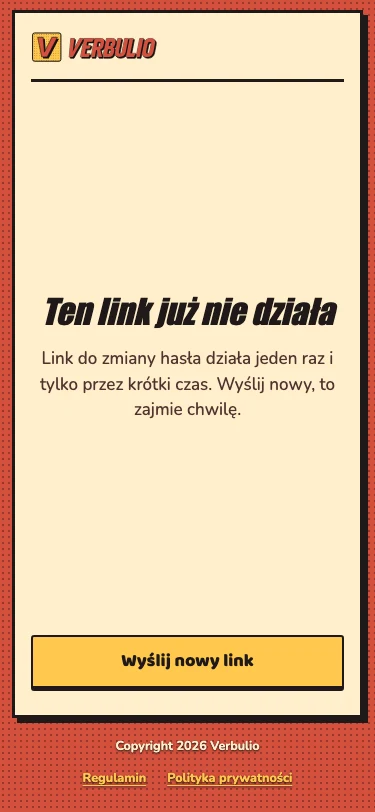 V VERBULIO
Ten link już nie działa
Link do zmiany hasła działa jeden raz i
tylko przez krótki czas. Wyślij nowy, to
zajmie chwilę.
Wyślij nowy link
Copyright 2026 Verbulio
Regulamin Polityka prywatności